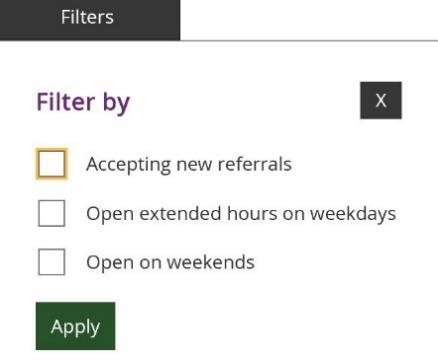 Filters
Filter by
X
Accepting new referrals
Open extended hours on weekdays
Open on weekends
Apply